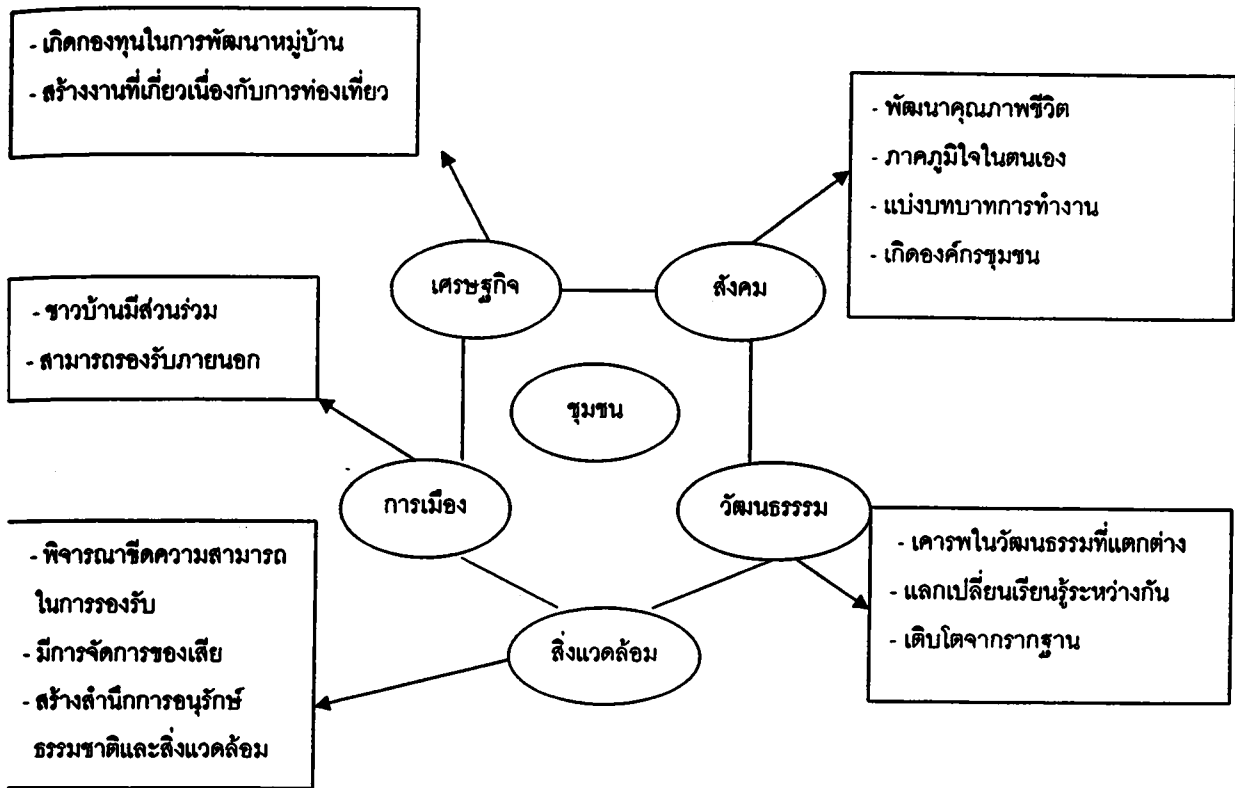 - เกิดกองทุนในการพัฒนาหมู่บ้าน
- สร้างงานที่เกี่ยวเนื่องกับการท่องเที่ยว
- พัฒนาคุณภาพชีวิต
- ภาคภูมิใจในตนเอง
- แบ่งบทบาทการทำงาน
- เกิดองค์กรชุมชน
เศรษฐกิจ
สังคม
- ชาวบ้านมีส่วนร่วม
- สามารถรองรับภายนอก
ชุมชน
การเมือง
วัฒนธรรรม
- พิจารณาขีดความสามารถ
ในการรองรับ
- มีการจัดการของเสีย
- สร้างสำนึกการอนุรักษ์
ธรรมชาติและสิ่งแวดล้อม
- เคารพในวัฒนธรรมที่แตกต่าง
- แลกเปลี่ยนเรียนรู้ระหว่างกัน
- เติบโตจากรากฐาน
สิ่งแวดล้อม